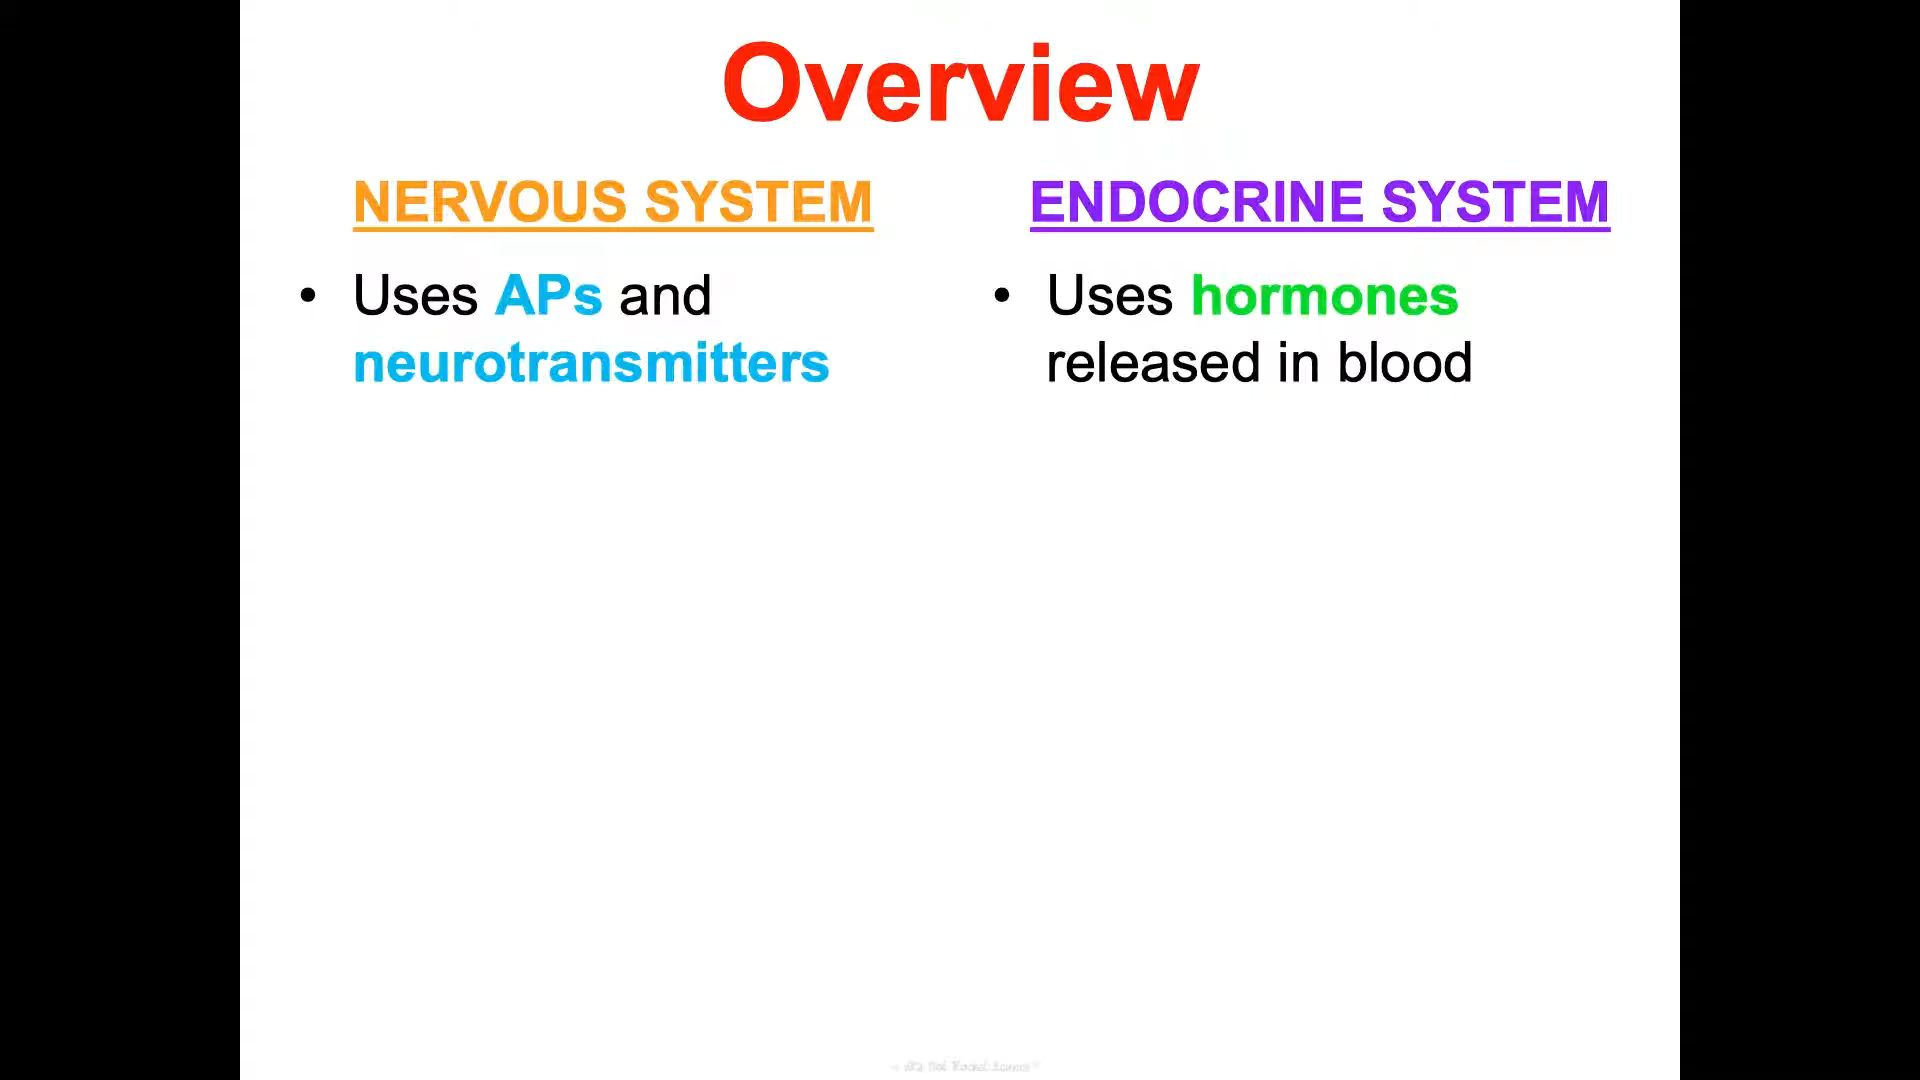 Overview
NERVOUS SYSTEM
• Uses APs and
neurotransmitters
ENDOCRINE SYSTEM
• Uses hormones
released in blood